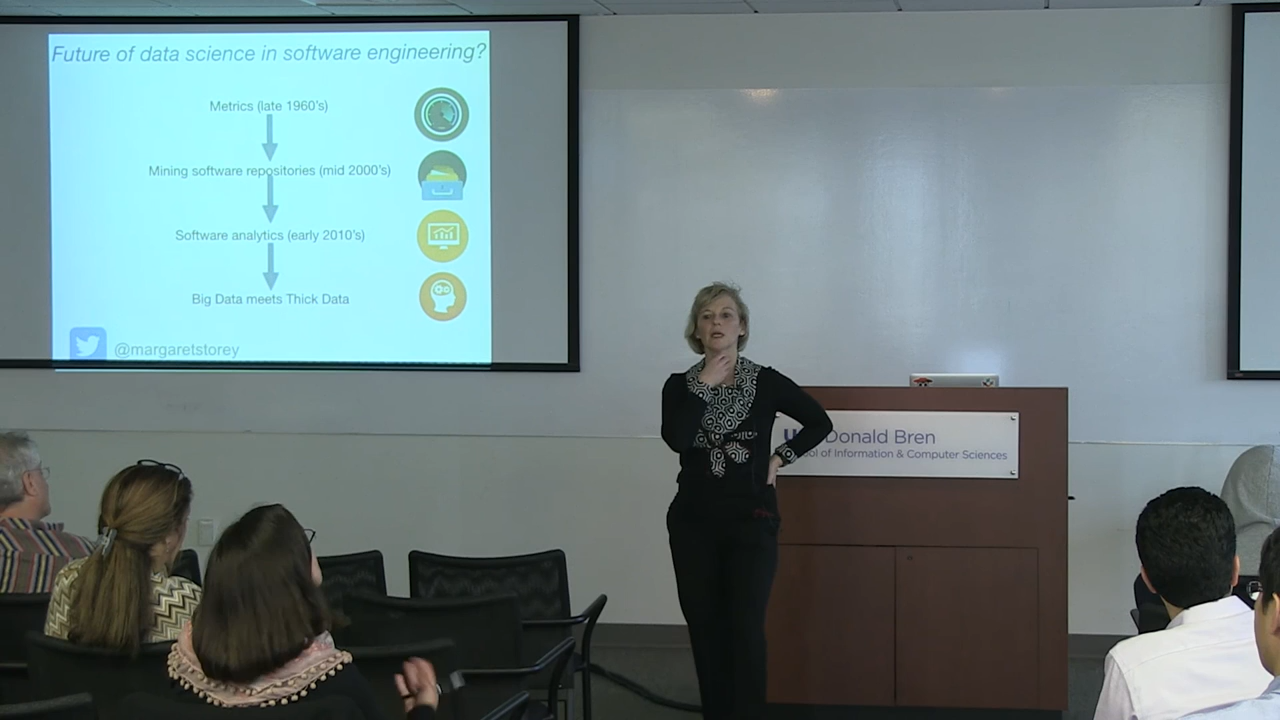 Future of data science in software engineering?
Metrics (late 1960's)
Mining software repositories (mid 2000's)
Software analytics (early 2010's)
Big Data meets Thick Data
@margaretstorey
Donald Bren
of Information & Computer Sciences